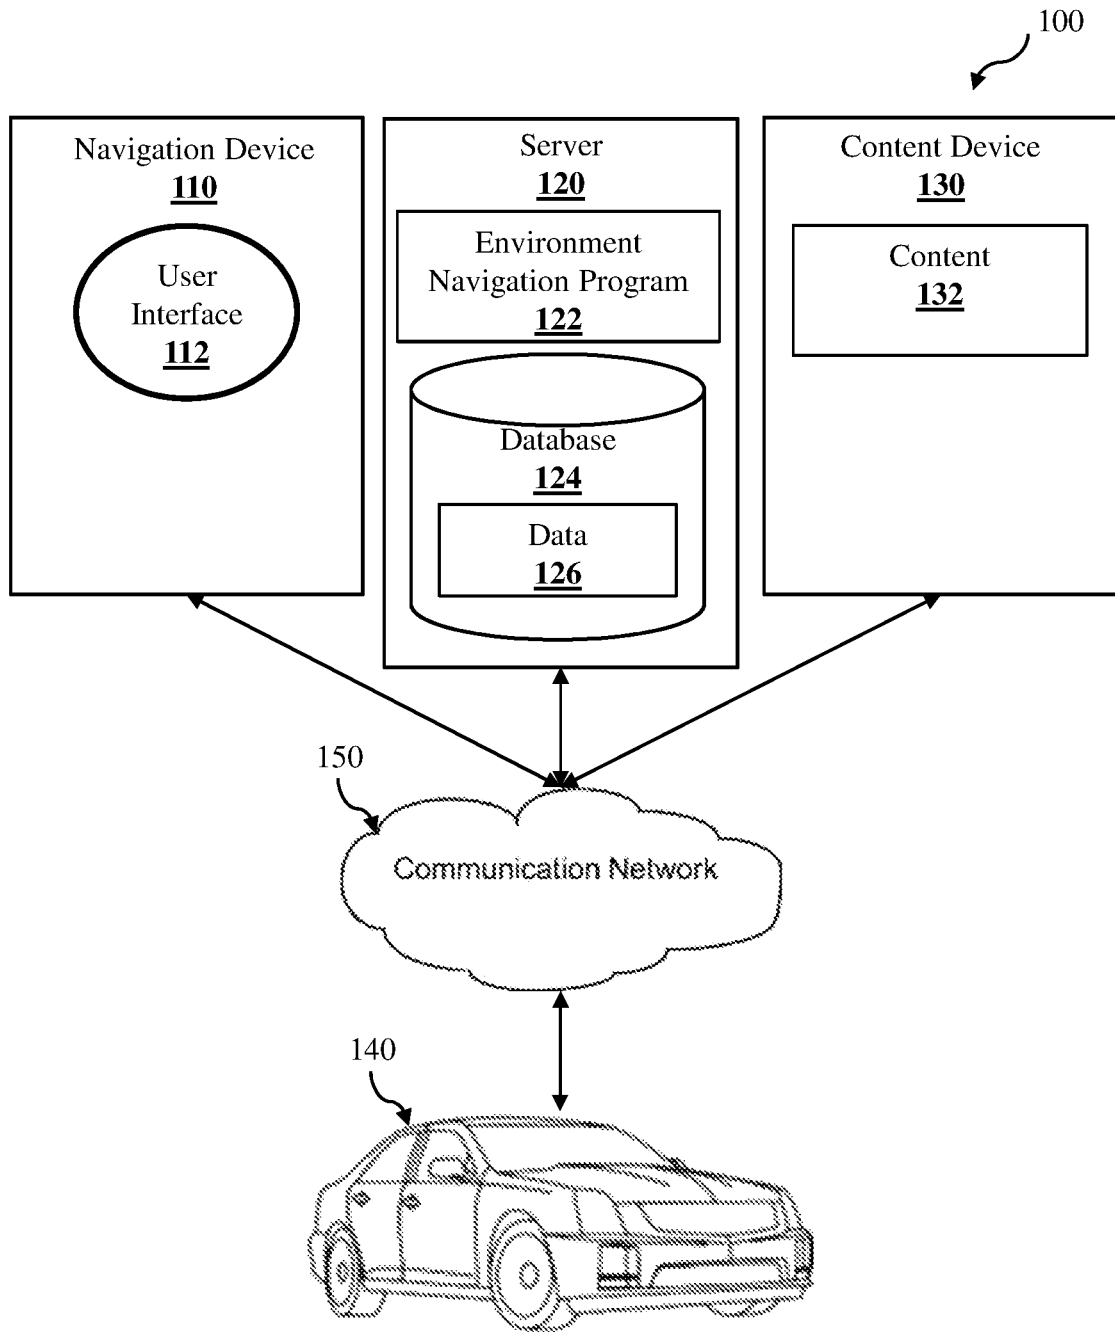 100
Navigation Device
110
User
Interface
112
Server
120
Environment
Navigation Program
122
Database
124
Data
126
Content Device
130
Content
132
150
Communication Network
140